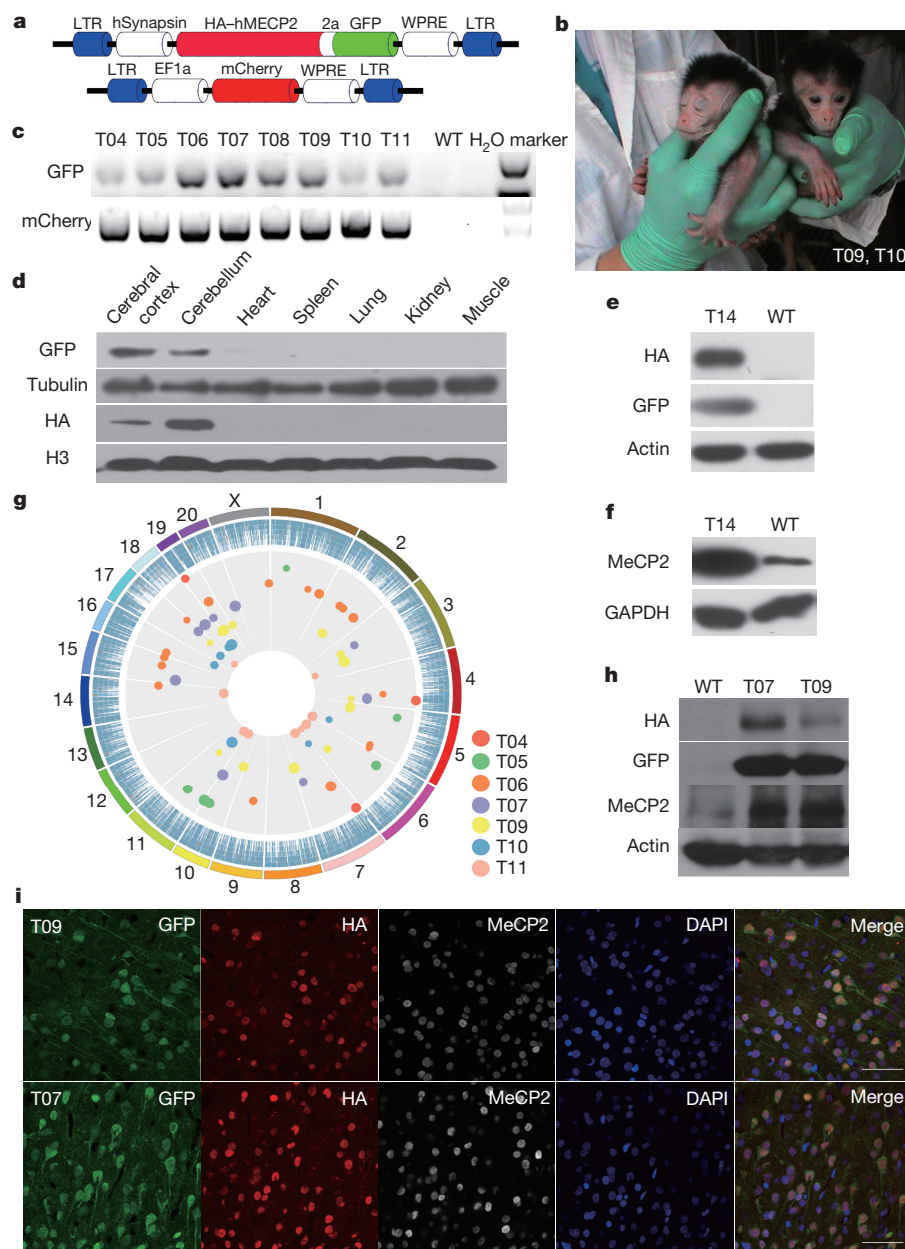 a
LTR hSynapsin HA–hMECP2 2a GFP WPRE LTR
LTR EF1a mCherry WPRE LTR
b
T09, T10
c
T04 T05 T06 T07 T08 T09 T10 T11 WT H2O marker
GFP
mCherry
d
Cerebral cortex Cerebellum Heart Spleen Lung Kidney Muscle
GFP
Tubulin
HA
H3
e
T14 WT
HA
GFP
Actin
f
T14 WT
MeCP2
GAPDH
g
1
2
3
4
5
6
7
8
9
10
11
12
13
14
15
16
17
18
19
20
X
T04
T05
T06
T07
T09
T10
T11
h
WT T07 T09
HA
GFP
MeCP2
Actin
i
T09 GFP HA MeCP2 DAPI Merge
T07 GFP HA MeCP2 DAPI Merge